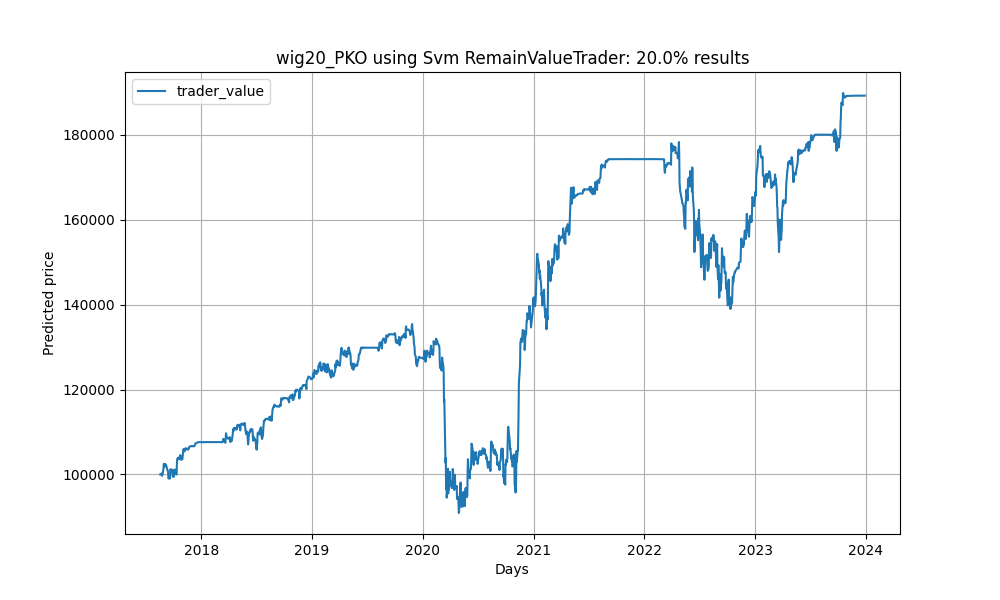 wig20_PKO using Svm RemainValueTrader: 20.0% results
trader_value
Predicted price
180000
160000
140000
120000
100000
2018 2019 2020 2021 2022 2023 2024
Days